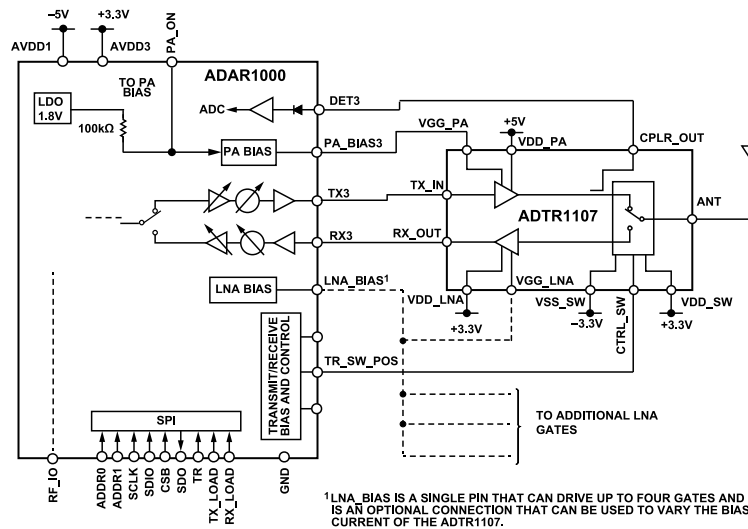 –5V
+3.3V
PA_ON
AVDD1
AVDD3
TO PA
BIAS
ADAR1000
LDO
1.8V
100kΩ
ADC
DET3
PA BIAS
PA_BIAS3
VGG_PA
+5V
VDD_PA
CPLR_OUT
TX3
TX_IN
ADTR1107
ANT
RX3
RX_OUT
LNA BIAS
LNA_BIAS1
VDD_LNA
VGG_LNA
VSS_SW
CTRL_SW
VDD_SW
+3.3V
–3.3V
+3.3V
TRANSMIT/RECEIVE
BIAS AND CONTROL
TR_SW_POS
SPI
TO ADDITIONAL LNA
GATES
RF_IO
ADDR0
ADDR1
SCLK
SDIO
CSB
SDO
TR
TX_LOAD
RX_LOAD
GND
1LNA_BIAS IS A SINGLE PIN THAT CAN DRIVE UP TO FOUR GATES AND
IS AN OPTIONAL CONNECTION THAT CAN BE USED TO VARY THE BIAS
CURRENT OF THE ADTR1107.